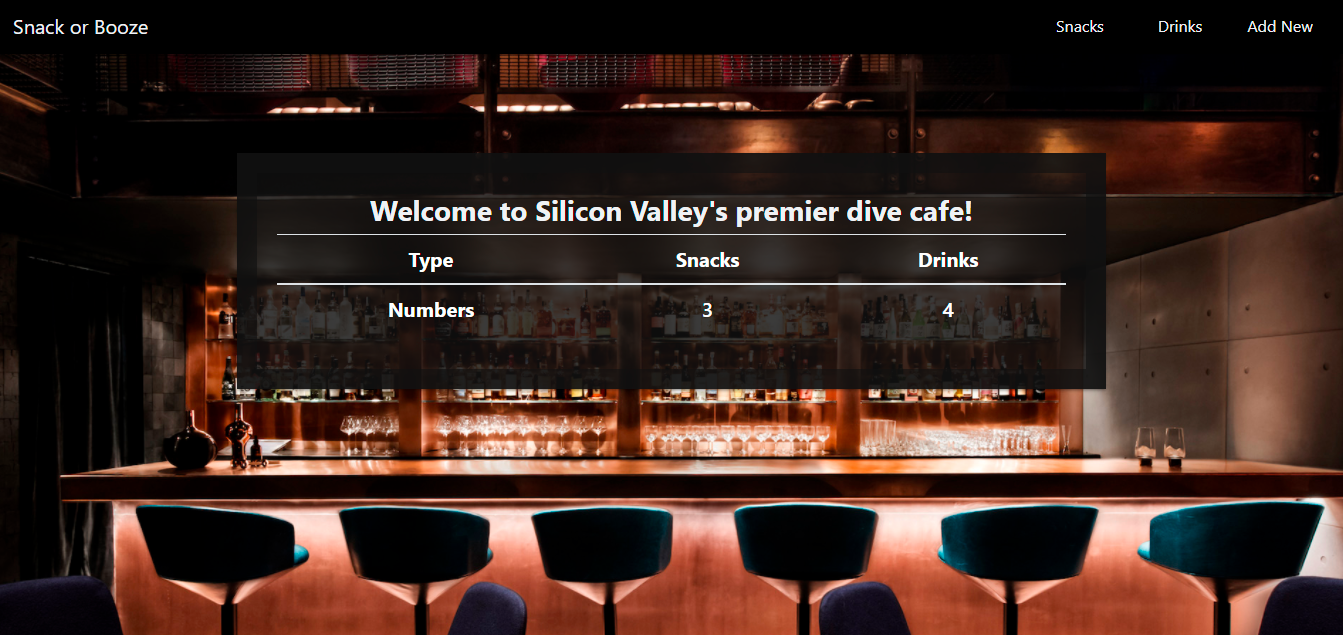 Snack or Booze Snacks Drinks Add New
Welcome to Silicon Valley's premier dive cafe!
Type Snacks Drinks
Numbers 3 4